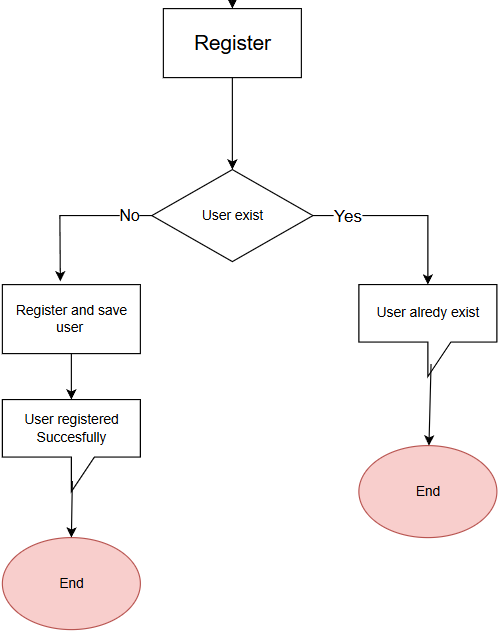 Register
User exist
No
Yes
Register and save
user
User alredy exist
User registered
Succesfully
End
End